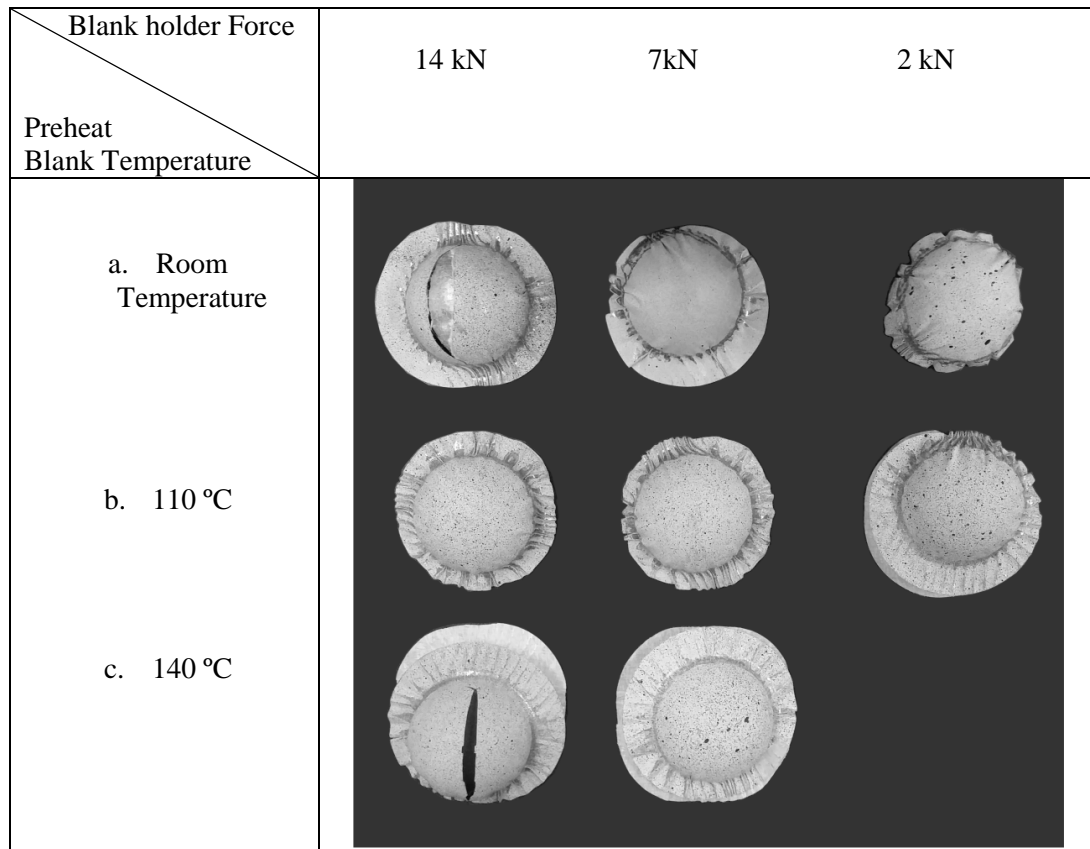 Blank holder Force
14 kN
7kN
2 kN
Preheat
Blank Temperature
a. Room
Temperature
b. 110 ºC
c. 140 ºC